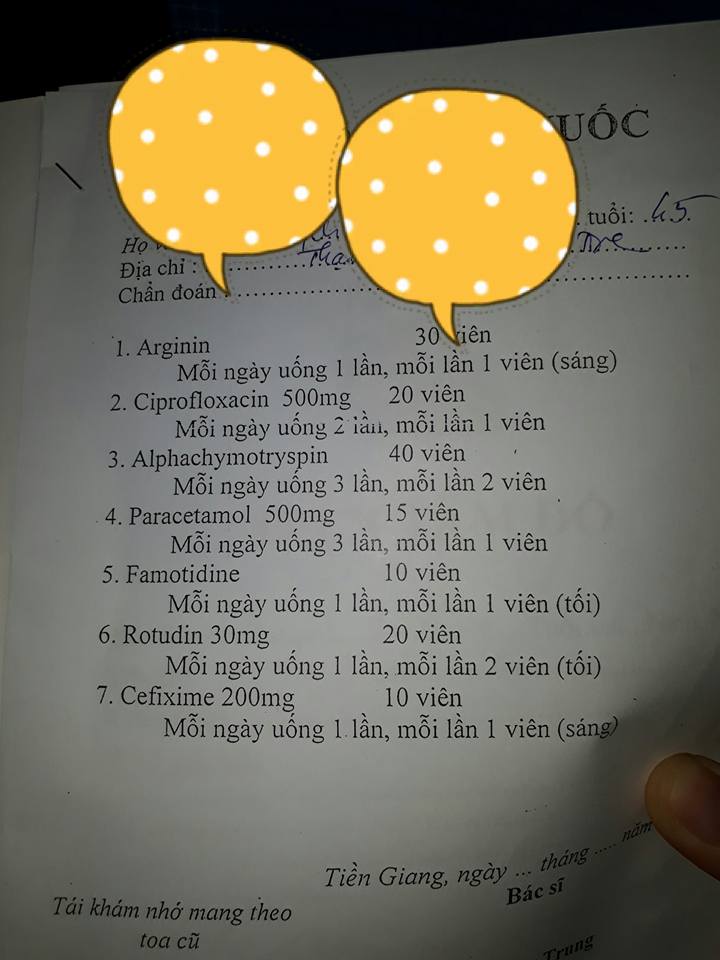 UỐC
tuổi: 45.
Họ
Địa chỉ :
Chẩn đoán
1. Arginin 30 viên
Mỗi ngày uống 1 lần, mỗi lần 1 viên (sáng)
2. Ciprofloxacin 500mg 20 viên
Mỗi ngày uống 2 lần, mỗi lần 1 viên
3. Alphachymotryspin 40 viên
Mỗi ngày uống 3 lần, mỗi lần 2 viên
4. Paracetamol 500mg 15 viên
Mỗi ngày uống 3 lần, mỗi lần 1 viên
5. Famotidine 10 viên
Mỗi ngày uống 1 lần, mỗi lần 1 viên (tối)
6. Rotudin 30mg 20 viên
Mỗi ngày uống 1 lần, mỗi lần 2 viên (tối)
7. Cefixime 200mg 10 viên
Mỗi ngày uống 1 lần, mỗi lần 1 viên (sáng)
Tiền Giang, ngày ... tháng ..... năm
Bác sĩ
Tái khám nhớ mang theo
toa cũ
Trung